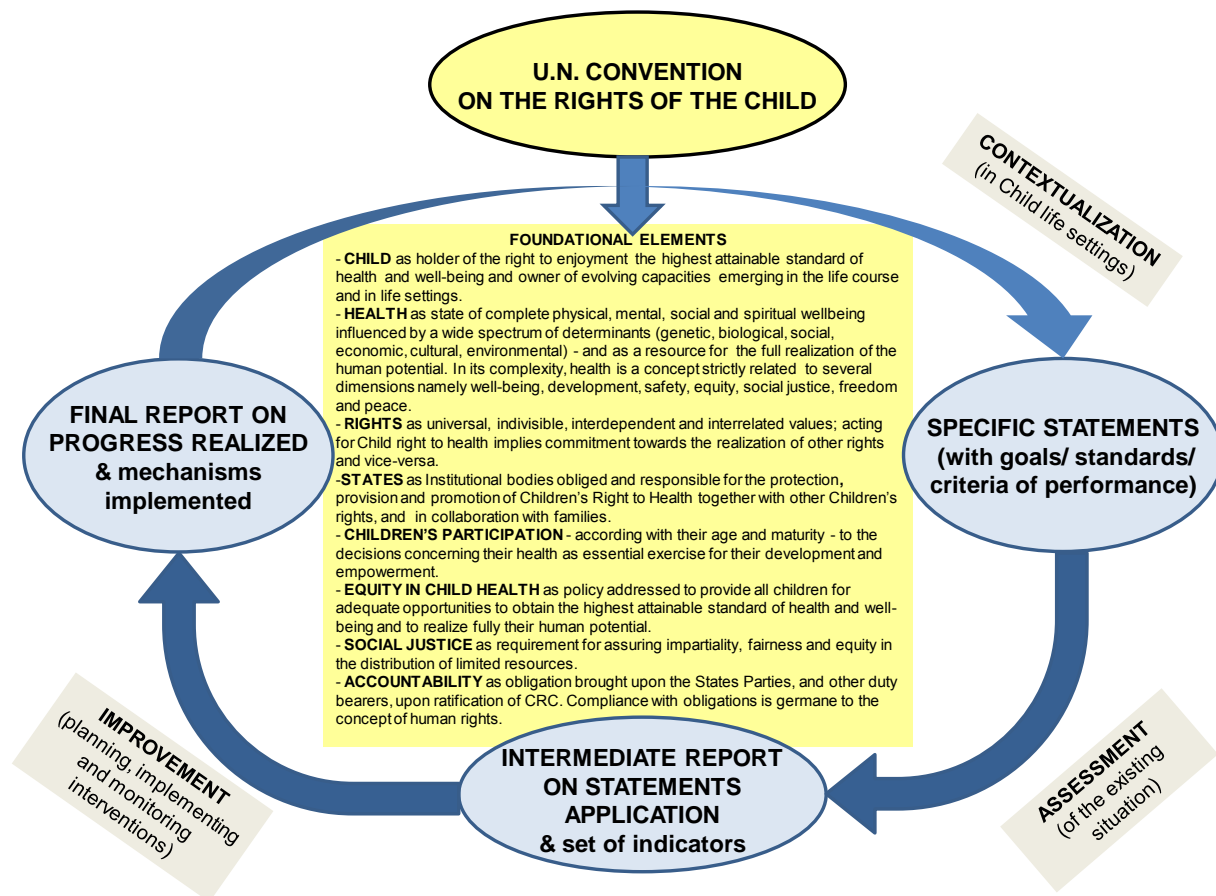 U.N. CONVENTION
ON THE RIGHTS OF THE CHILD
CONTEXTUALIZATION
(in Child life settings)
FOUNDATIONAL ELEMENTS
- CHILD as holder of the right to enjoyment the highest attainable standard of
health and well-being and owner of evolving capacities emerging in the life course
and in life settings.
- HEALTH as state of complete physical, mental, social and spiritual wellbeing
influenced by a wide spectrum of determinants (genetic, biological, social,
economic, cultural, environmental) - and as a resource for the full realization of the
human potential. In its complexity, health is a concept strictly related to several
dimensions namely well-being, development, safety, equity, social justice, freedom
and peace.
- RIGHTS as universal, indivisible, interdependent and interrelated values; acting
for Child right to health implies commitment towards the realization of other rights
and vice-versa.
-STATES as Institutional bodies obliged and responsible for the protection,
provision and promotion of Children's Right to Health together with other Children's
rights, and in collaboration with families.
- CHILDREN'S PARTICIPATION - according with their age and maturity - to the
decisions concerning their health as essential exercise for their development and
empowerment.
- EQUITY IN CHILD HEALTH as policy addressed to provide all children for
adequate opportunities to obtain the highest attainable standard of health and well-
being and to realize fully their human potential.
- SOCIAL JUSTICE as requirement for assuring impartiality, fairness and equity in
the distribution of limited resources.
- ACCOUNTABILITY as obligation brought upon the States Parties, and other duty
bearers, upon ratification of CRC. Compliance with obligations is germane to the
concept of human rights.
SPECIFIC STATEMENTS
(with goals/ standards/
criteria of performance)
ASSESSMENT
(of the existing
situation)
INTERMEDIATE REPORT
ON STATEMENTS
APPLICATION
& set of indicators
IMPROVEMENT
(planning, implementing
and monitoring
interventions)
FINAL REPORT ON
PROGRESS REALIZED
& mechanisms
implemented